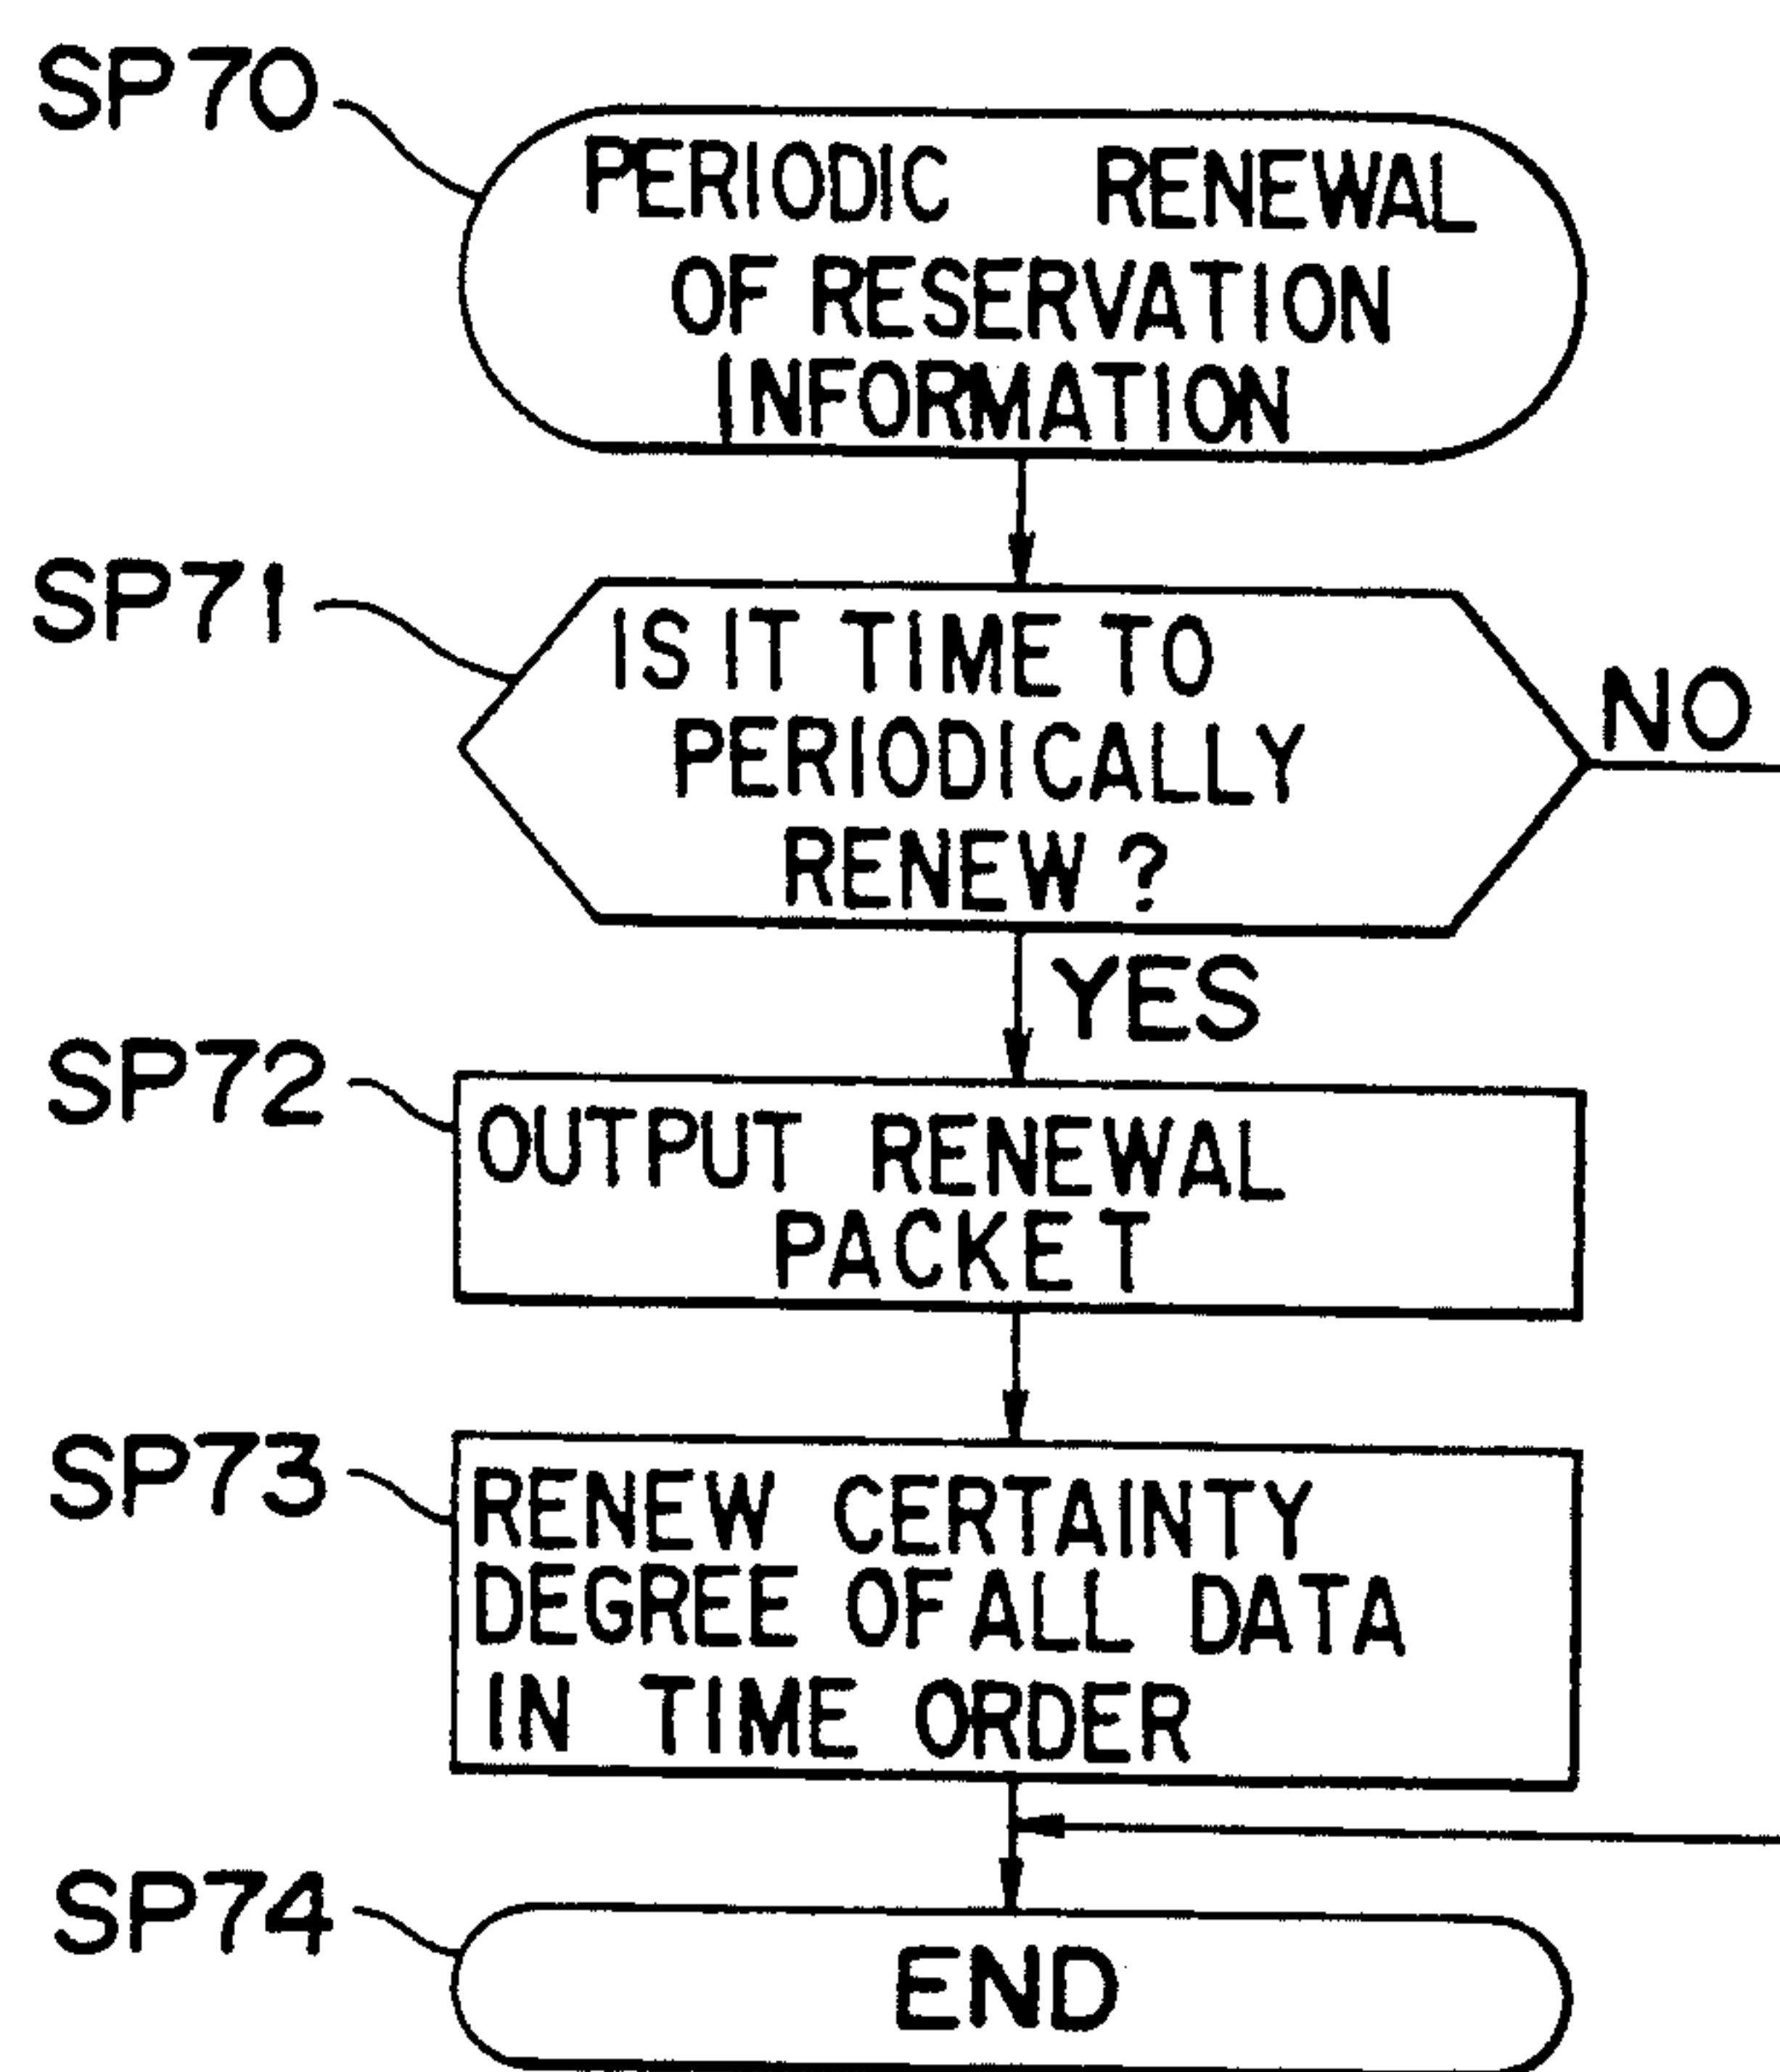 SP70
PERIODIC RENEWAL
OF RESERVATION
INFORMATION
SP71
IS IT TIME TO
PERIODICALLY
RENEW?
NO
YES
SP72
OUTPUT RENEWAL
PACKET
SP73
RENEW CERTAINTY
DEGREE OF ALL DATA
IN TIME ORDER
SP74
END